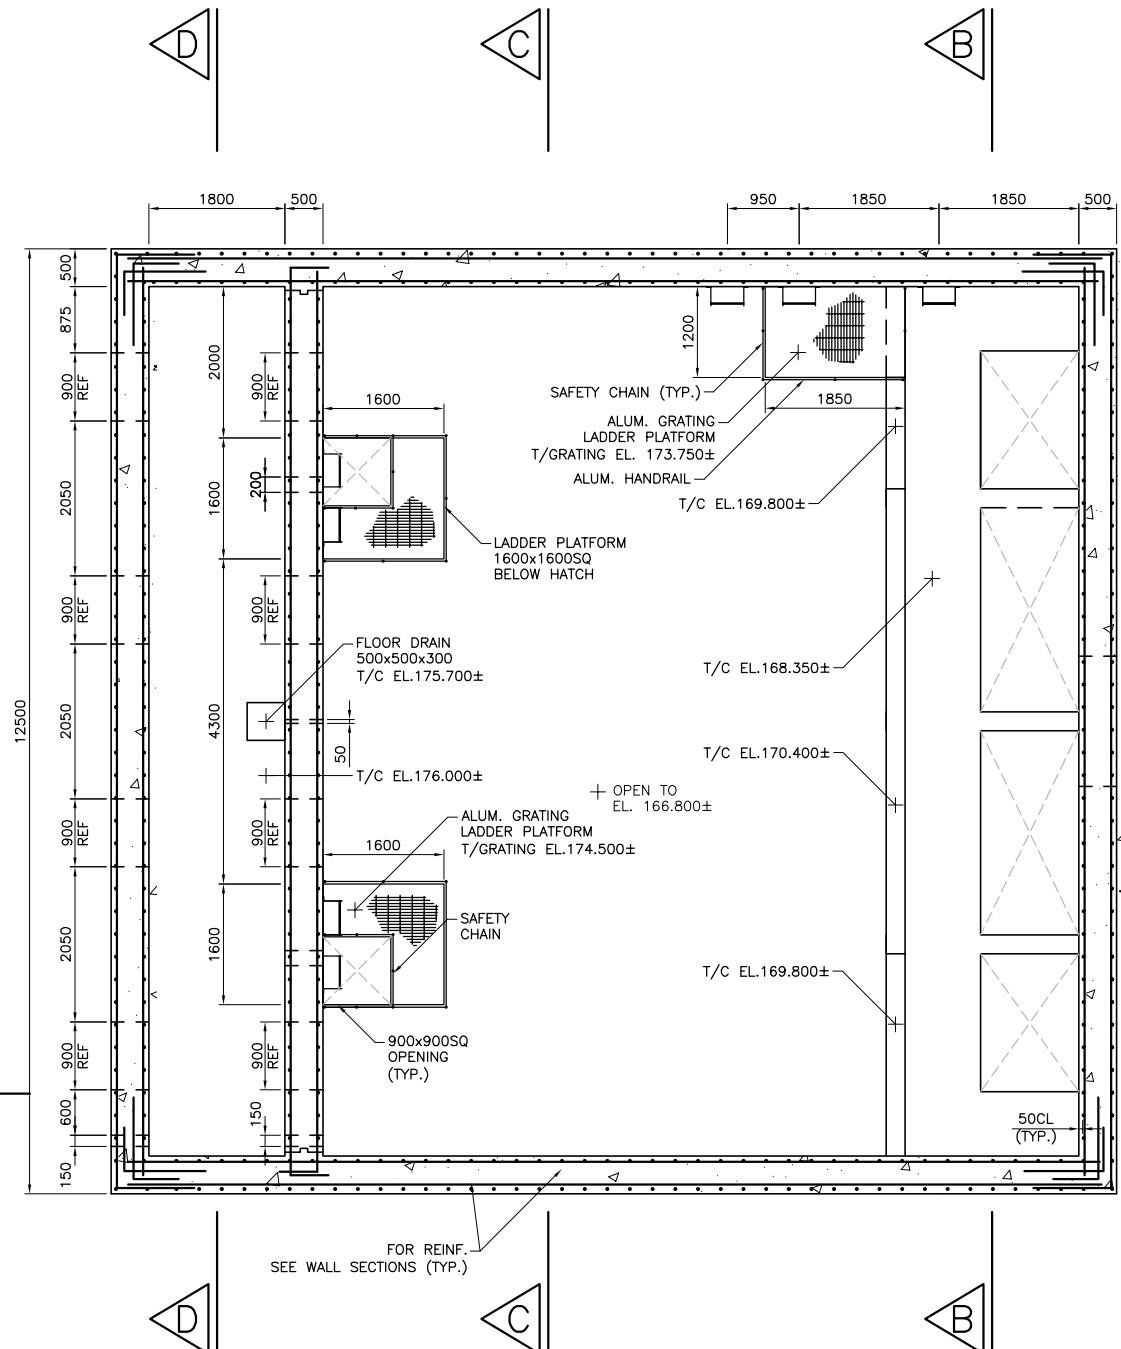 D
C
B
1800
500
950
1850
1850
500
12500
500
875
900
REF
2050
900
REF
2050
900
REF
2050
900
REF
600
150
2000
1600
4300
1600
900
REF
200
900
REF
50
900
REF
900
REF
150
1600
1200
1850
SAFETY CHAIN (TYP.)
ALUM. GRATING
LADDER PLATFORM
T/GRATING EL. 173.750±
ALUM. HANDRAIL
T/C EL.169.800±
LADDER PLATFORM
1600x1600SQ
BELOW HATCH
FLOOR DRAIN
500x500x300
T/C EL.175.700±
T/C EL.168.350±
T/C EL.176.000±
T/C EL.170.400±
OPEN TO
EL. 166.800±
ALUM. GRATING
LADDER PLATFORM
T/GRATING EL.174.500±
1600
SAFETY
CHAIN
T/C EL.169.800±
900x900SQ
OPENING
(TYP.)
50CL
(TYP.)
FOR REINF.
SEE WALL SECTIONS (TYP.)
D
C
B